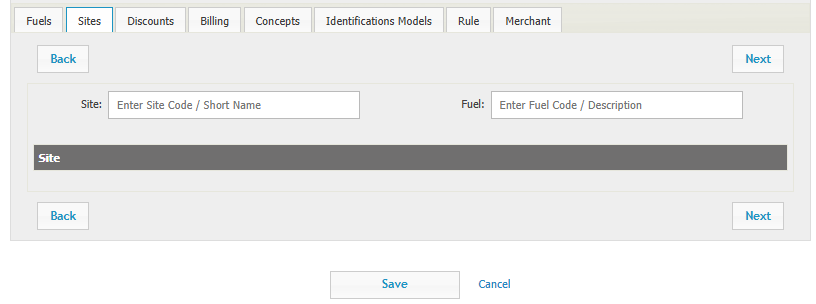 Fuels Sites Discounts Billing Concepts Identifications Models Rule Merchant
Back Next
Site: Enter Site Code / Short Name Fuel: Enter Fuel Code / Description
Site
Back Next
Save Cancel